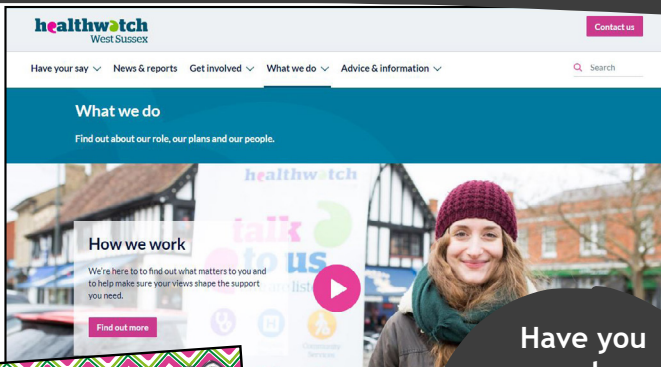 healthwatch
West Sussex
Contact us
Have your say
News & reports
Get involved
What we do
Advice & information
Search
What we do
Find out about our role, our plans and our people.
healthwatch
talk
to us
How we work
We're here to to find out what matters to you and
to help make sure your views shape the support
you need.
Find out more
Community
Services
Have you